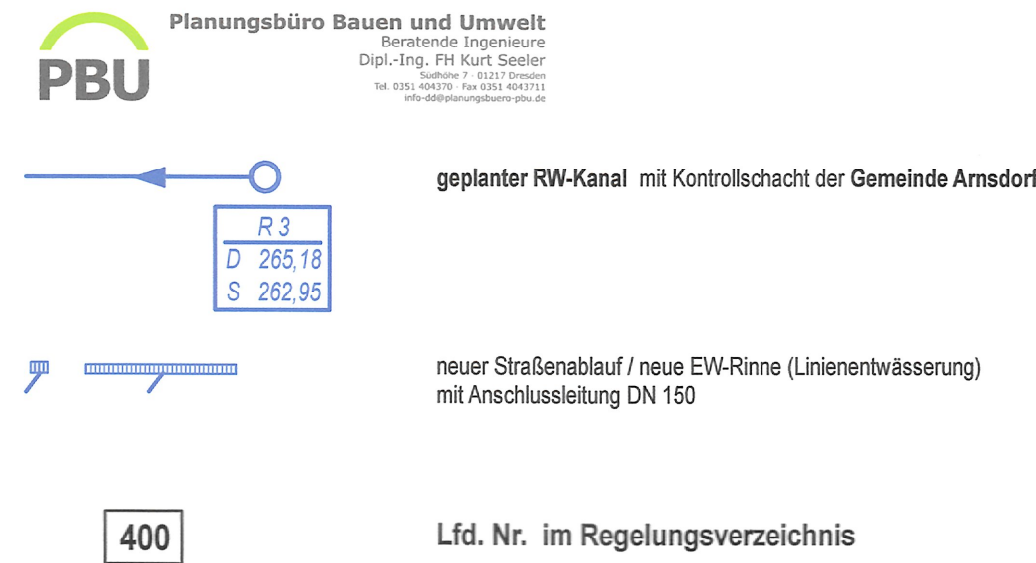 PBU
Planungsbüro Bauen und Umwelt
Beratende Ingenieure
Dipl.-Ing. FH Kurt Seeler
Südhöhe 7 · 01217 Dresden
Tel. 0351 404370 · Fax 0351 4043711
info-dd@planungsbuero-pbu.de
geplanter RW-Kanal mit Kontrollschacht der Gemeinde Arnsdorf
R 3
D 265,18
S 262,95
neuer Straßenablauf / neue EW-Rinne (Linienentwässerung)
mit Anschlussleitung DN 150
400
Lfd. Nr. im Regelungsverzeichnis